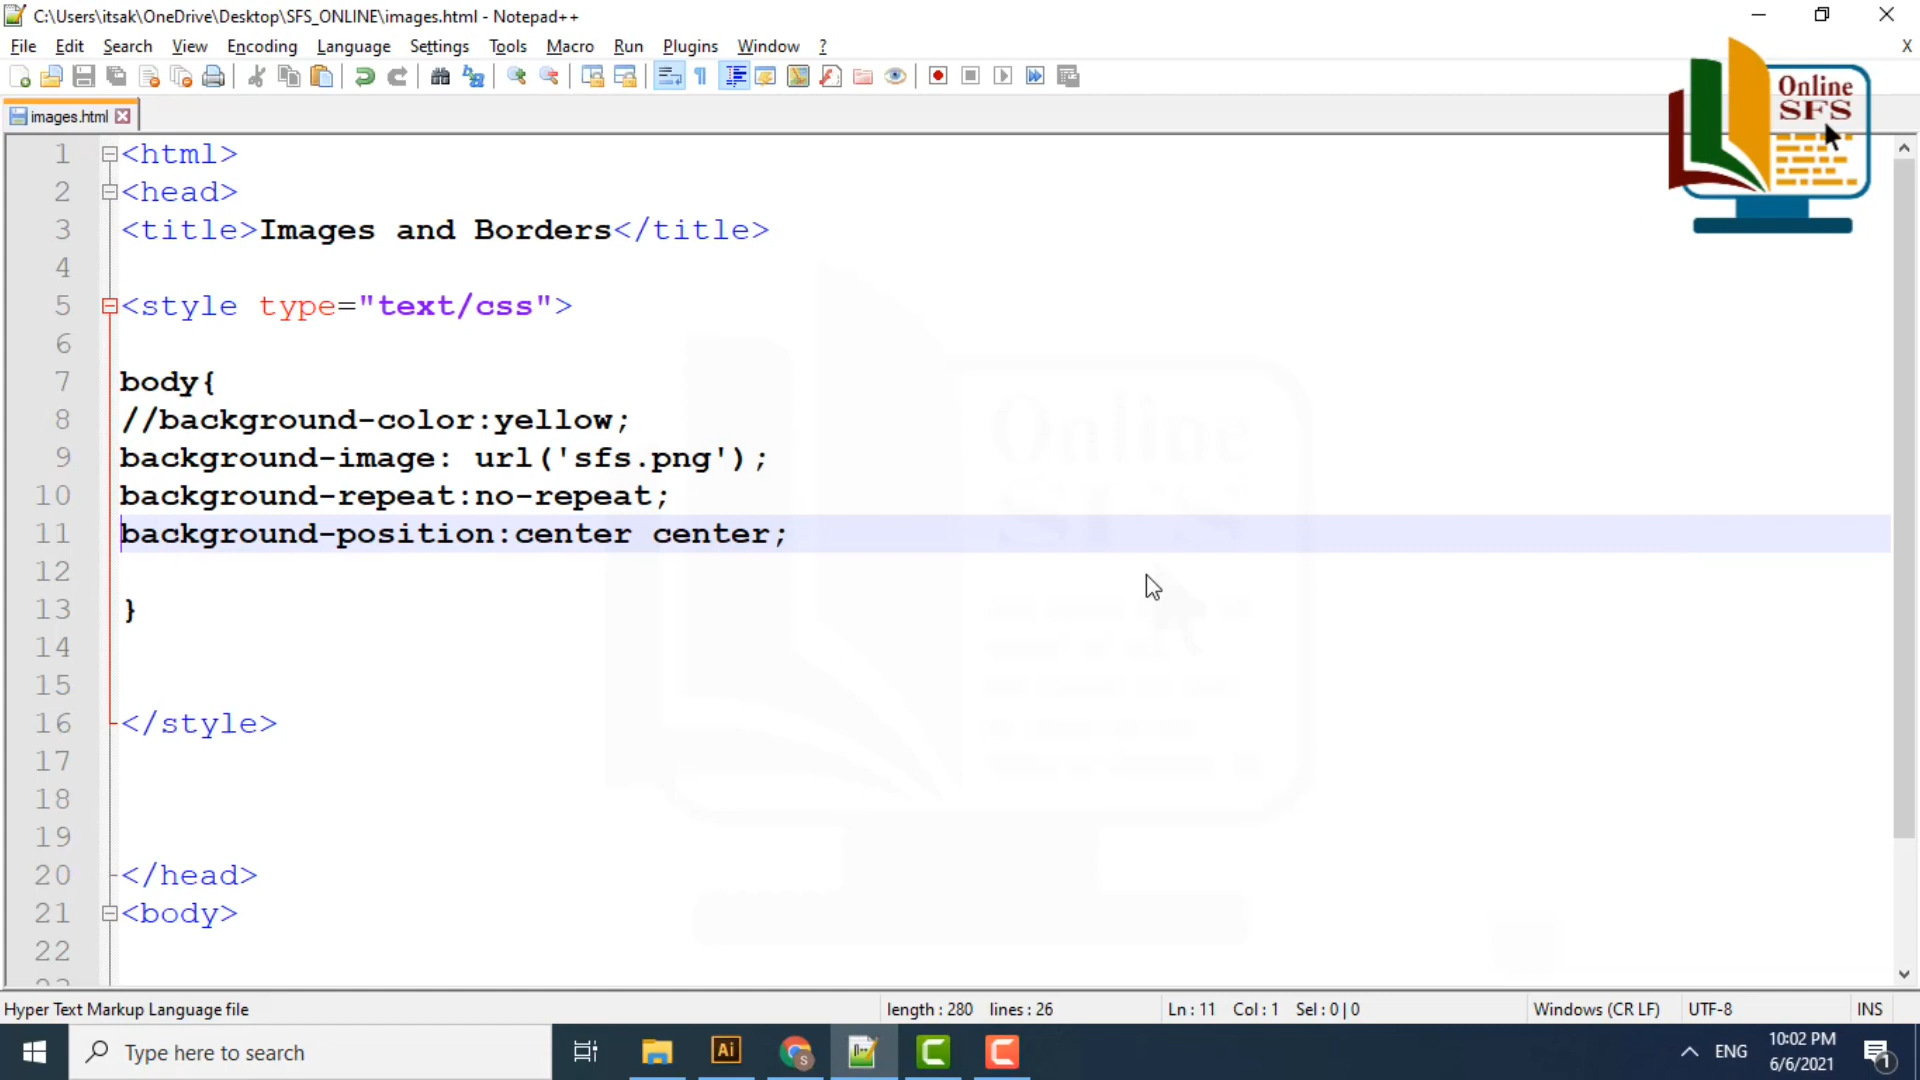 C:\Users\itsak\OneDrive\Desktop\SFS_ONLINE\images.html - Notepad++
File Edit Search View Encoding Language Settings Tools Macro Run Plugins Window ? X
images.html
Online
SFS
1 <html>
2 <head>
3 <title>Images and Borders</title>
4
5 <style type="text/css">
6
7 body{
8 //background-color:yellow;
9 background-image: url('sfs.png');
10 background-repeat:no-repeat;
11 background-position:center center;
12
13 }
14
15
16 </style>
17
18
19
20 </head>
21 <body>
22
Online
SFS
Hyper Text Markup Language file length : 280 lines : 26 Ln : 11 Col : 1 Sel : 0 | 0 Windows (CR LF) UTF-8 INS
Type here to search
Ai
ENG
10:02 PM
6/6/2021
1